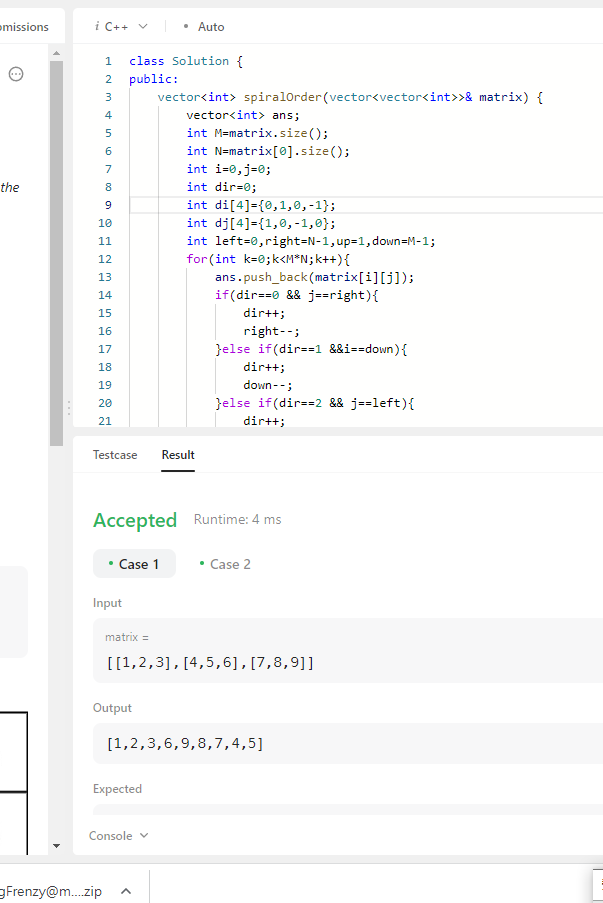 missions
i C++
• Auto
the
1 class Solution {
2 public:
3 vector<int> spiralOrder(vector<vector<int>>& matrix) {
4 vector<int> ans;
5 int M=matrix.size();
6 int N=matrix[0].size();
7 int i=0,j=0;
8 int dir=0;
9 int di[4]={0,1,0,-1};
10 int dj[4]={1,0,-1,0};
11 int left=0,right=N-1,up=1,down=M-1;
12 for(int k=0;k<M*N;k++){
13 ans.push_back(matrix[i][j]);
14 if(dir==0 && j==right){
15 dir++;
16 right--;
17 }else if(dir==1 &&i==down){
18 dir++;
19 down--;
20 }else if(dir==2 && j==left){
21 dir++;
Testcase Result
Accepted Runtime: 4 ms
• Case 1 • Case 2
Input
matrix =
[[1,2,3],[4,5,6],[7,8,9]]
Output
[1,2,3,6,9,8,7,4,5]
Expected
Console
gFrenzy@m....zip